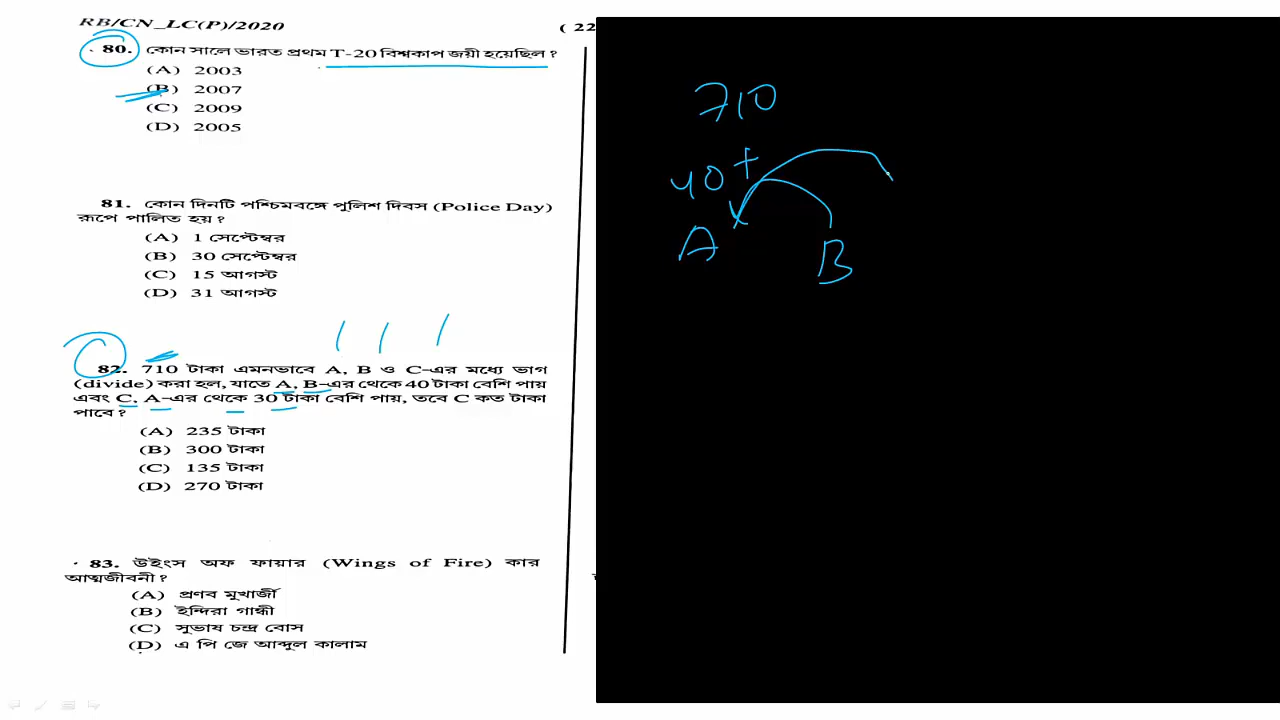 RB/CN_LC(P)/2020
( 22
80. কোন সালে ভারত প্রথম T-20 বিশ্বকাপ জয়ী হয়েছিল ?
(A) 2003
(B) 2007
(C) 2009
(D) 2005
81. কোন দিনটি পশ্চিমবঙ্গে পুলিশ দিবস (Police Day)
রূপে পালিত হয় ?
(A) 1 সেপ্টেম্বর
(B) 30 সেপ্টেম্বর
(C) 15 আগস্ট
(D) 31 আগস্ট
82. 710 টাকা এমনভাবে A, B ও C-এর মধ্যে ভাগ
(divide) করা হল, যাতে A, B-এর থেকে 40 টাকা বেশি পায়
এবং C, A-এর থেকে 30 টাকা বেশি পায়, তবে C কত টাকা
পাবে ?
(A) 235 টাকা
(B) 300 টাকা
(C) 135 টাকা
(D) 270 টাকা
83. উইংস অফ ফায়ার (Wings of Fire) কার
আত্মজীবনী ?
(A) প্রণব মুখার্জী
(B) ইন্দিরা গান্ধী
(C) সুভাষ চন্দ্র বোস
(D) এ পি জে আব্দুল কালাম
710
40+
A B